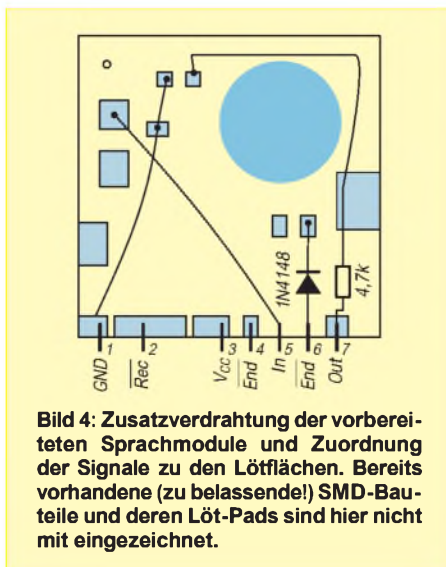 1N4148
4,7k
1 2 3 4 5 6 7
GND Rec Vcc End In End Out
Bild 4: Zusatzverdrahtung der vorberei-
teten Sprachmodule und Zuordnung
der Signale zu den Lötflächen. Bereits
vorhandene (zu belassende!) SMD-Bau-
teile und deren Löt-Pads sind hier nicht
mit eingezeichnet.